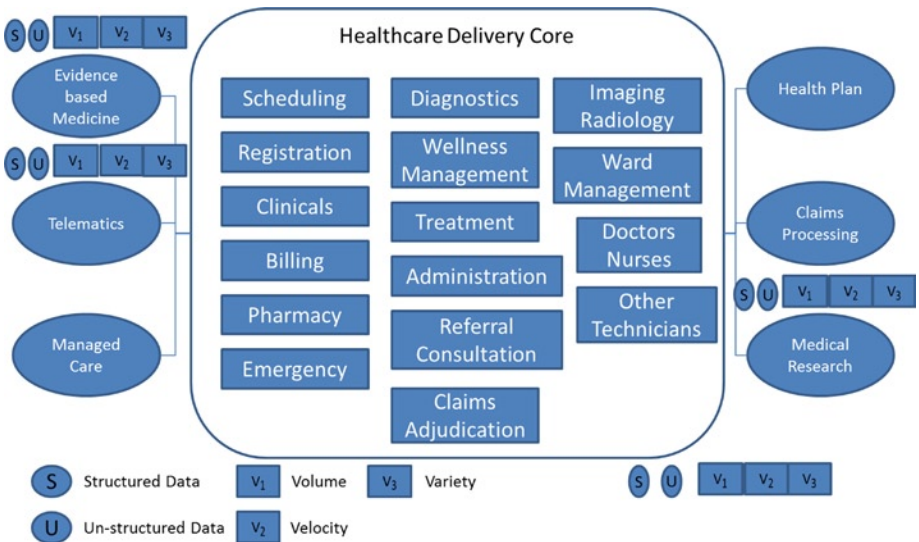 S U V1 V2 V3
Evidence
based
Medicine
S U V1 V2 V3
Telematics
Managed
Care
Healthcare Delivery Core
Scheduling
Registration
Clinicals
Billing
Pharmacy
Emergency
Diagnostics
Wellness
Management
Treatment
Administration
Referral
Consultation
Claims
Adjudication
Imaging
Radiology
Ward
Management
Doctors
Nurses
Other
Technicians
Health Plan
Claims
Processing
S U V1 V2 V3
Medical
Research
S Structured Data V1 Volume V3 Variety
U Un-structured Data V2 Velocity
S U V1 V2 V3